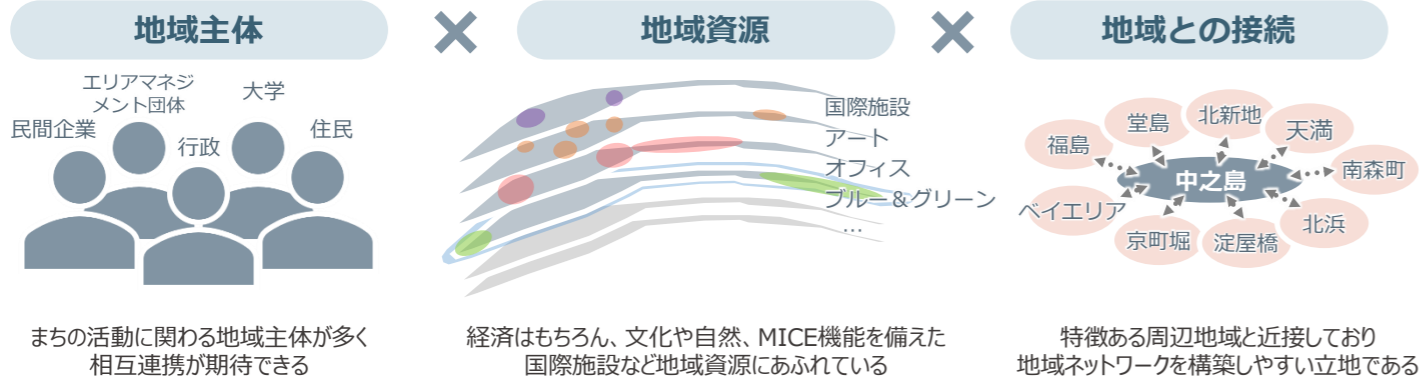 地域主体
×
地域資源
×
地域との接続
エリアマネジ
メント団体
大学
民間企業
行政
住民
国際施設
アート
オフィス
ブルー＆グリーン
…
福島
堂島
北新地
天満
南森町
中之島
ベイエリア
京町堀
淀屋橋
北浜
まちの活動に関わる地域主体が多く
相互連携が期待できる
経済はもちろん、文化や自然、MICE機能を備えた
国際施設など地域資源にあふれている
特徴ある周辺地域と近接しており
地域ネットワークを構築しやすい立地である